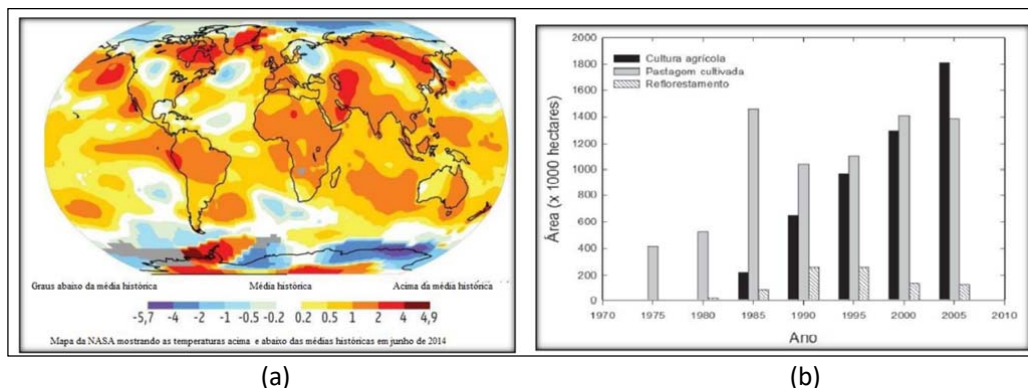 Graus abaixo da média histórica Média histórica Acima da média histórica
-5,7 -4 -2 -1 -0.5 -0.2 0.2 0.5 1 2 4 4,9
Mapa da NASA mostrando as temperaturas acima e abaixo das médias históricas em junho de 2014
(a)
Cultura agrícola
Pastagom cultivada
Reflorestamento
Área (x 1000 hectares)
2000
1800
1600
1400
1200
1000
800
600
400
200
0
1970 1975 1980 1985 1990 1995 2000 2005 2010
Ano
(b)